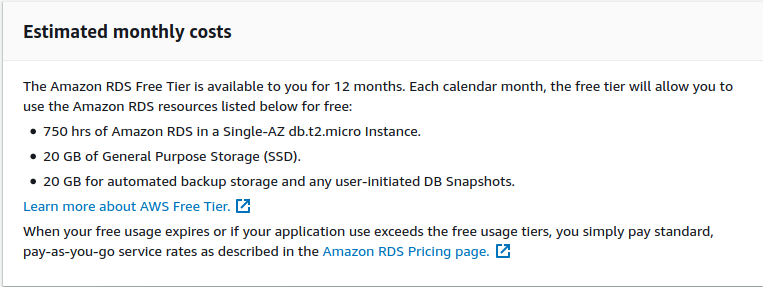 Estimated monthly costs
The Amazon RDS Free Tier is available to you for 12 months. Each calendar month, the free tier will allow you to
use the Amazon RDS resources listed below for free:
• 750 hrs of Amazon RDS in a Single-AZ db.t2.micro Instance.
• 20 GB of General Purpose Storage (SSD).
• 20 GB for automated backup storage and any user-initiated DB Snapshots.
Learn more about AWS Free Tier.
When your free usage expires or if your application use exceeds the free usage tiers, you simply pay standard,
pay-as-you-go service rates as described in the Amazon RDS Pricing page.